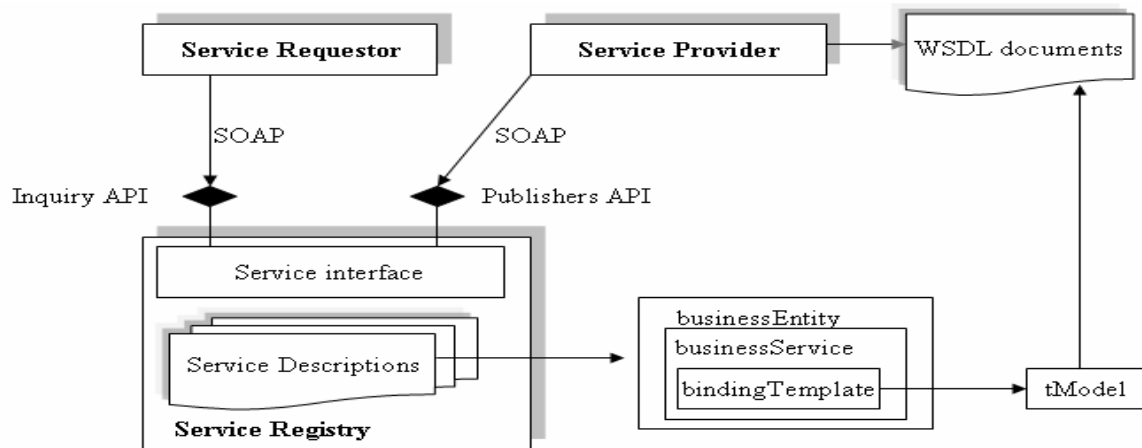 Service Requestor
Service Provider
WSDL documents
SOAP
SOAP
Inquiry API
Publishers API
Service interface
businessEntity
businessService
Service Descriptions
bindingTemplate
tModel
Service Registry